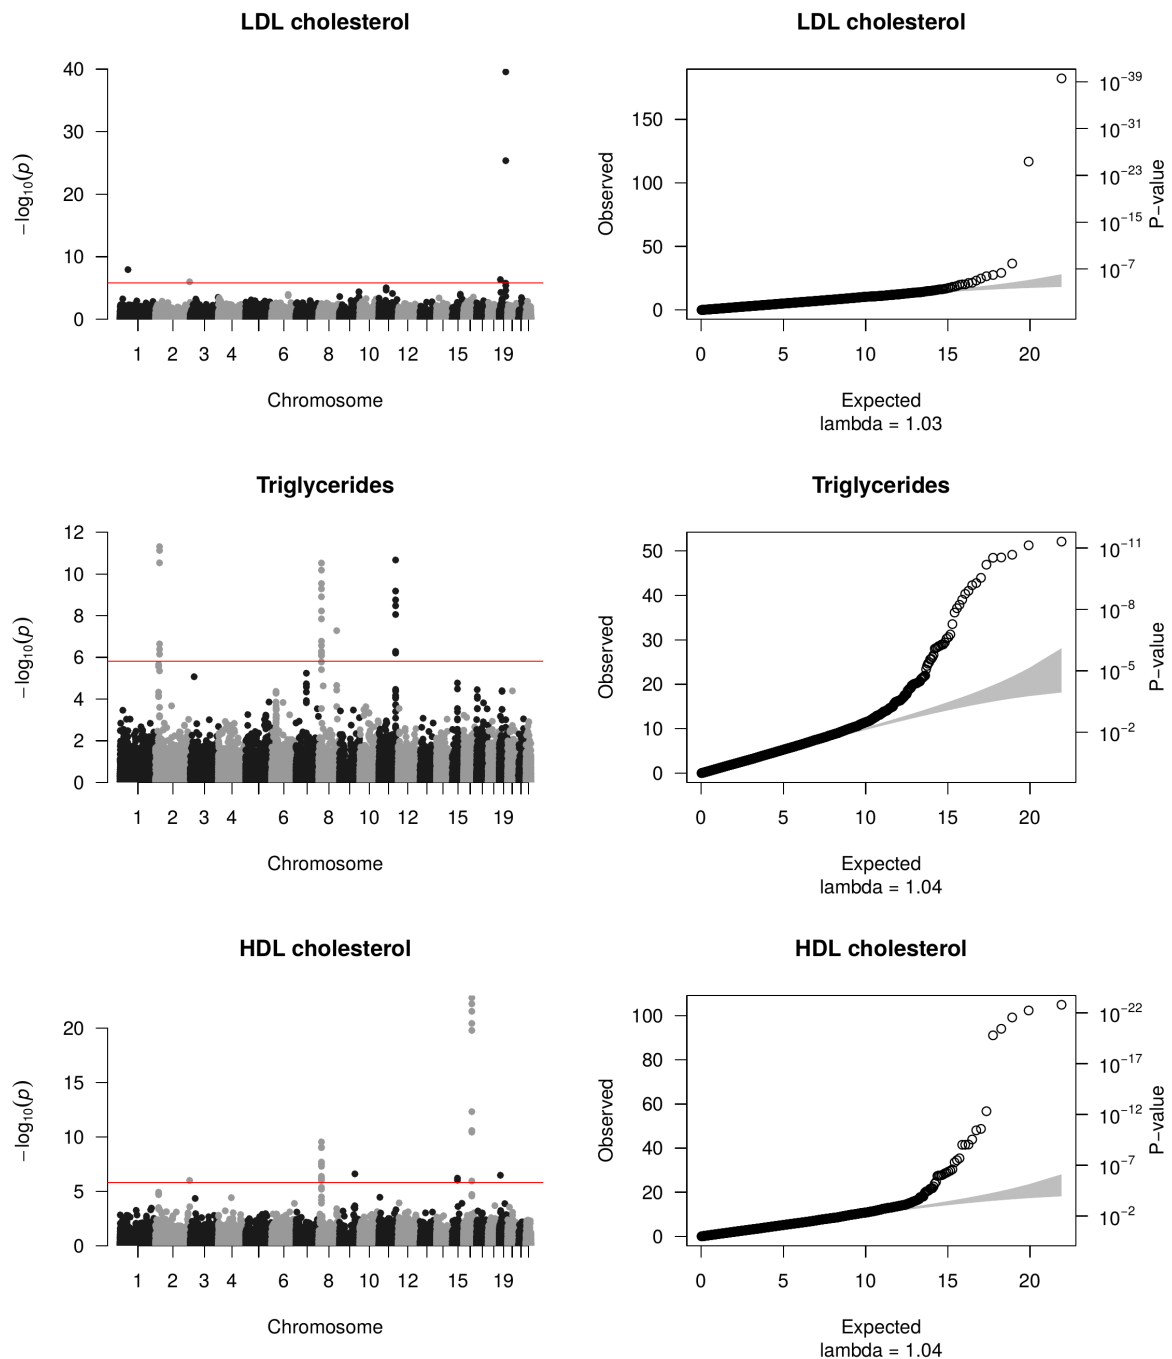 LDL cholesterol
LDL cholesterol
40
30
20
10
0
−log10(p)
1 2 3 4 6 8 10 12 15 19
Chromosome
150
100
50
0
Observed
10−39
10−31
10−23
10−15
10−7
P−value
0 5 10 15 20
Expected
lambda = 1.03
Triglycerides
Triglycerides
12
10
8
6
4
2
0
−log10(p)
1 2 3 4 6 8 10 12 15 19
Chromosome
50
40
30
20
10
0
Observed
10−11
10−8
10−5
10−2
P−value
0 5 10 15 20
Expected
lambda = 1.04
HDL cholesterol
HDL cholesterol
20
15
10
5
0
−log10(p)
1 2 3 4 6 8 10 12 15 19
Chromosome
100
80
60
40
20
0
Observed
10−22
10−17
10−12
10−7
10−2
P−value
0 5 10 15 20
Expected
lambda = 1.04